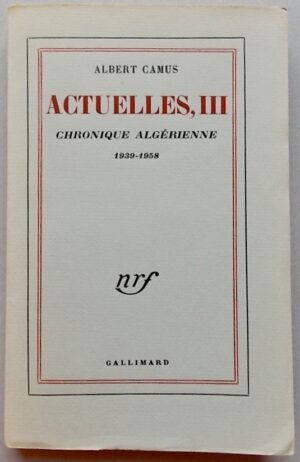 ALBERT CAMUS
ACTUELLES, III
CHRONIQUE ALGÉRIENNE
1939-1958
nrf
GALLIMARD